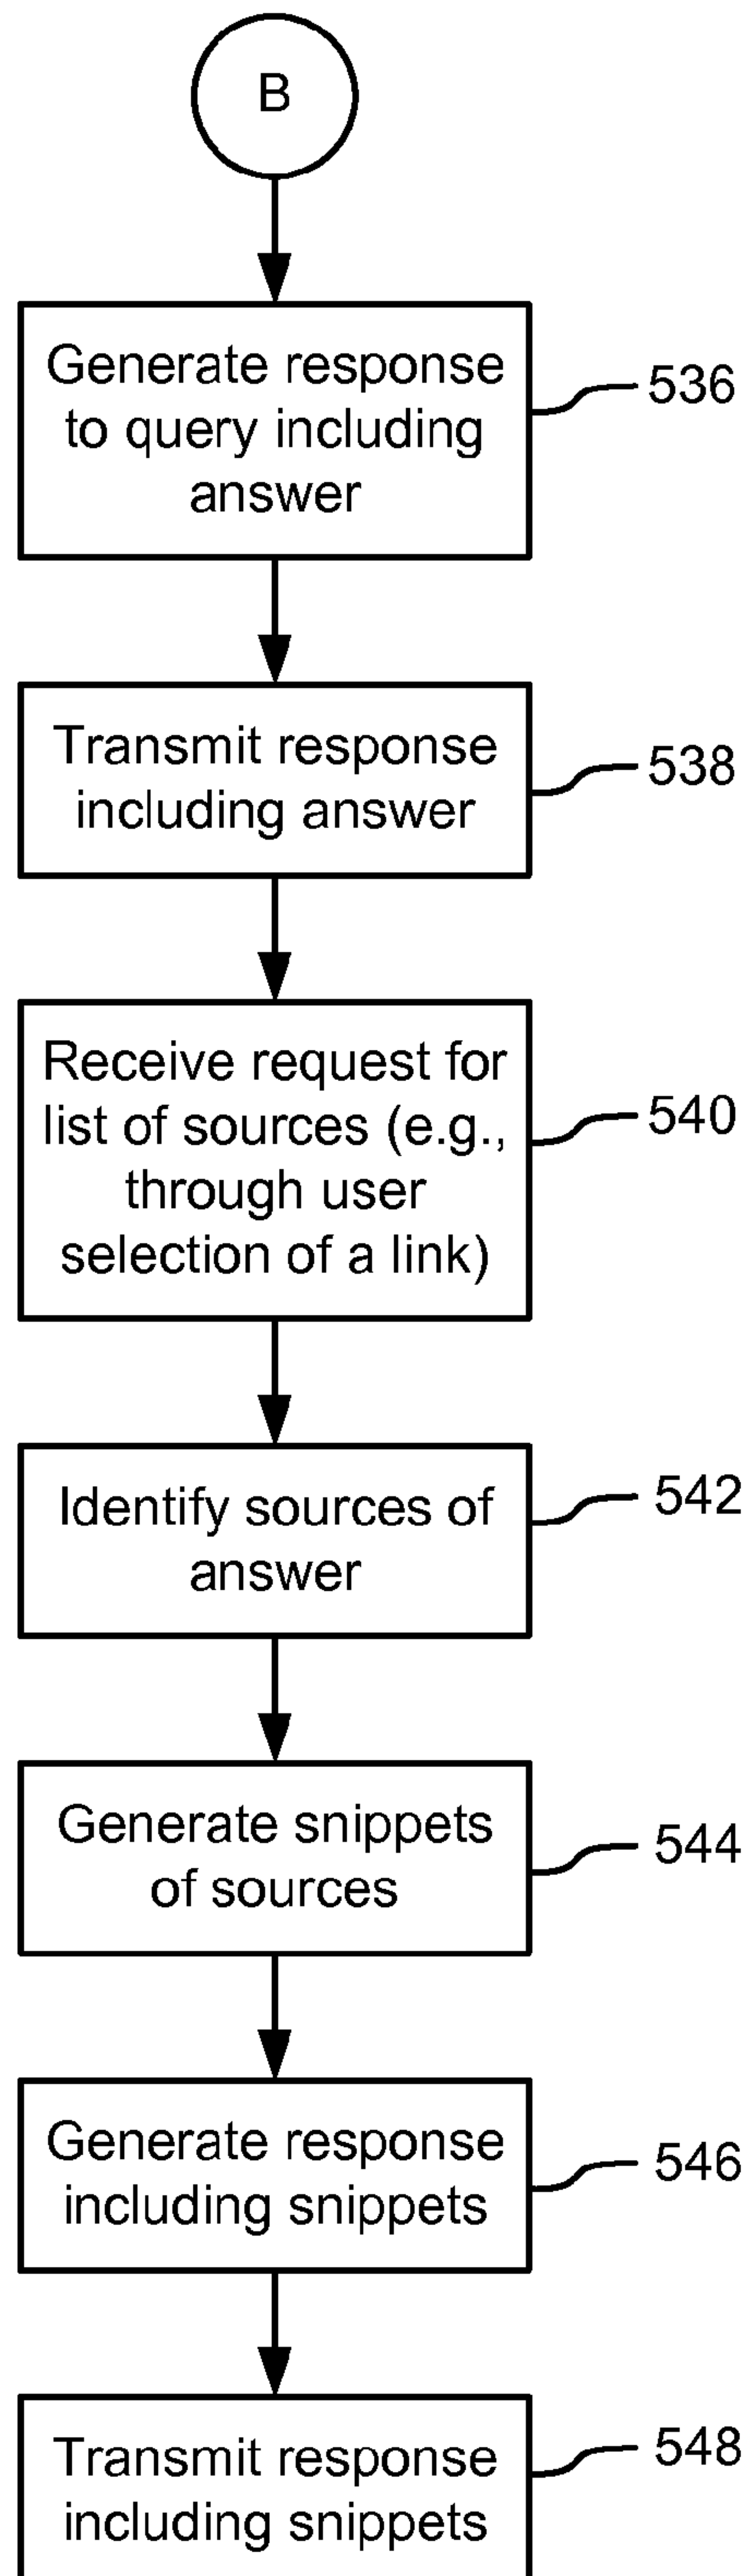 B
Generate response
to query including
answer
536
Transmit response
including answer
538
Receive request for
list of sources (e.g.,
through user
selection of a link)
540
Identify sources of
answer
542
Generate snippets
of sources
544
Generate response
including snippets
546
Transmit response
including snippets
548